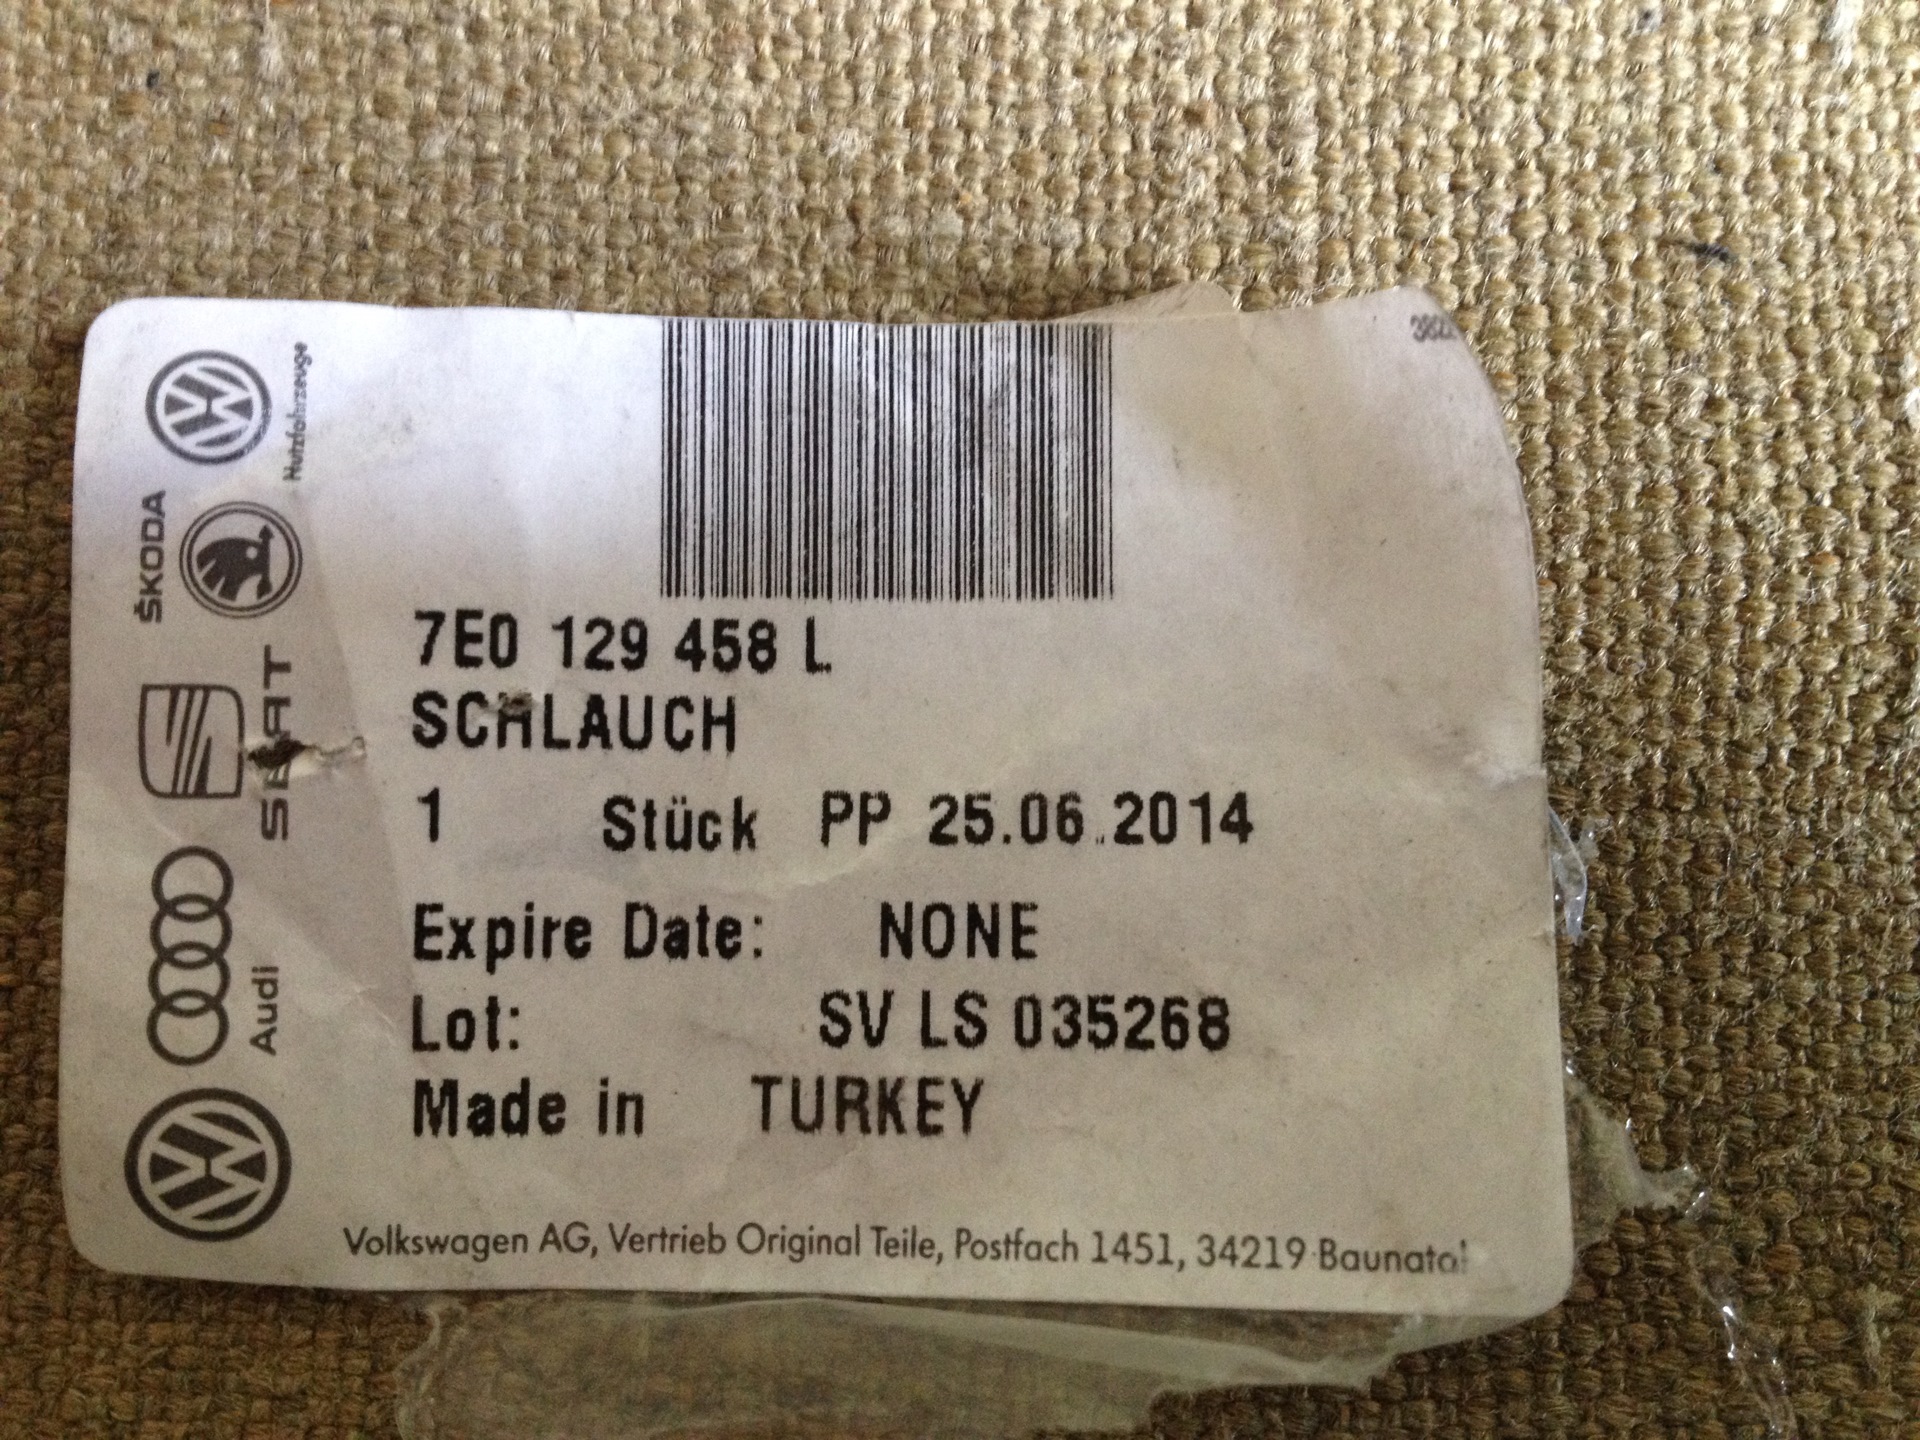 382
Nutzfahrzeuge
ŠKODA
SEAT
Audi
7E0 129 458 L
SCHLAUCH
1 Stück PP 25.06.2014
Expire Date: NONE
Lot: SV LS 035268
Made in TURKEY
Volkswagen AG, Vertrieb Original Teile, Postfach 1451, 34219 Baunatal